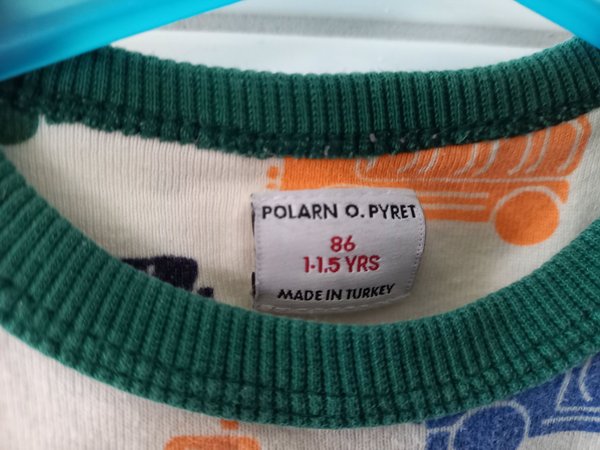 POLARN O. PYRET
86
1-1.5 YRS
MADE IN TURKEY